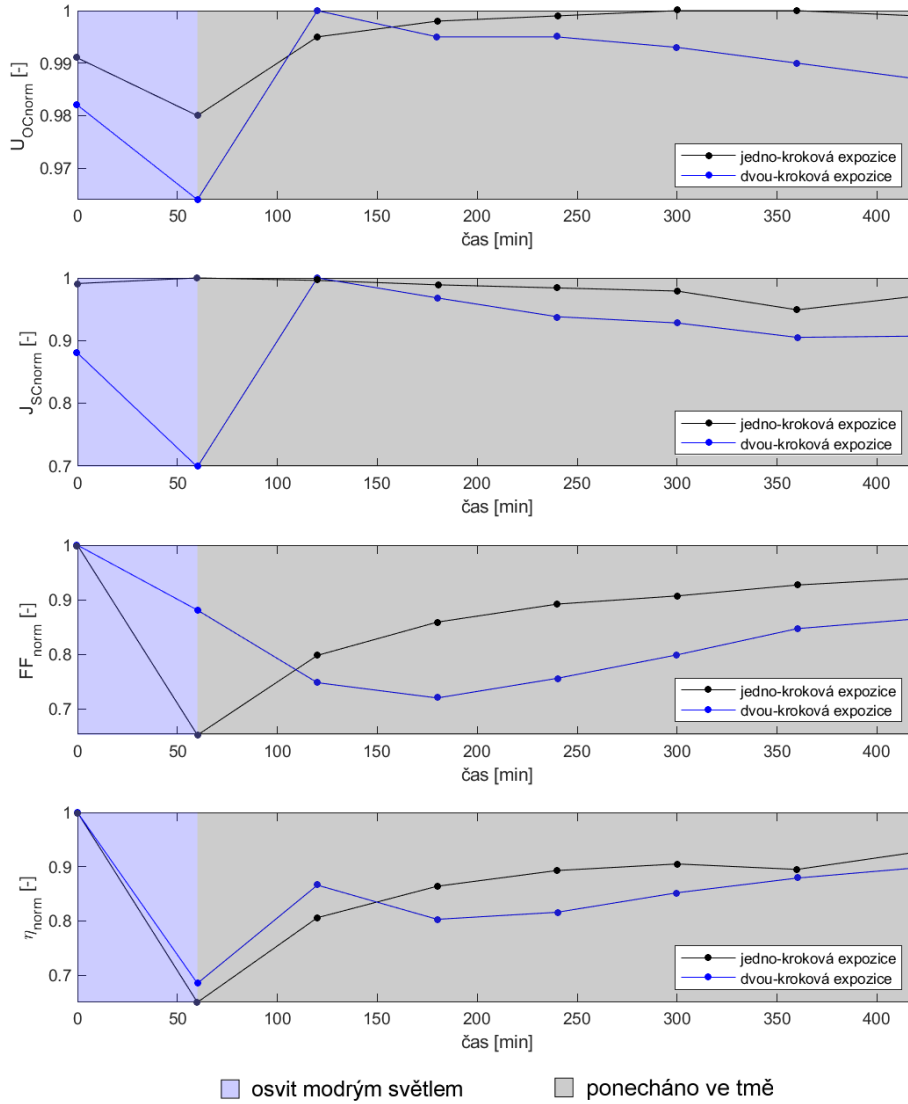 U_OCnorm [-]
1
0.99
0.98
0.97
0 50 100 150 200 250 300 350 400
čas [min]
jedno-kroková expozice
dvou-kroková expozice
J_SCnorm [-]
1
0.9
0.8
0.7
0 50 100 150 200 250 300 350 400
čas [min]
jedno-kroková expozice
dvou-kroková expozice
FF_norm [-]
1
0.9
0.8
0.7
0 50 100 150 200 250 300 350 400
čas [min]
jedno-kroková expozice
dvou-kroková expozice
η_norm [-]
1
0.9
0.8
0.7
0 50 100 150 200 250 300 350 400
čas [min]
jedno-kroková expozice
dvou-kroková expozice
osvit modrým světlem
ponecháno ve tmě